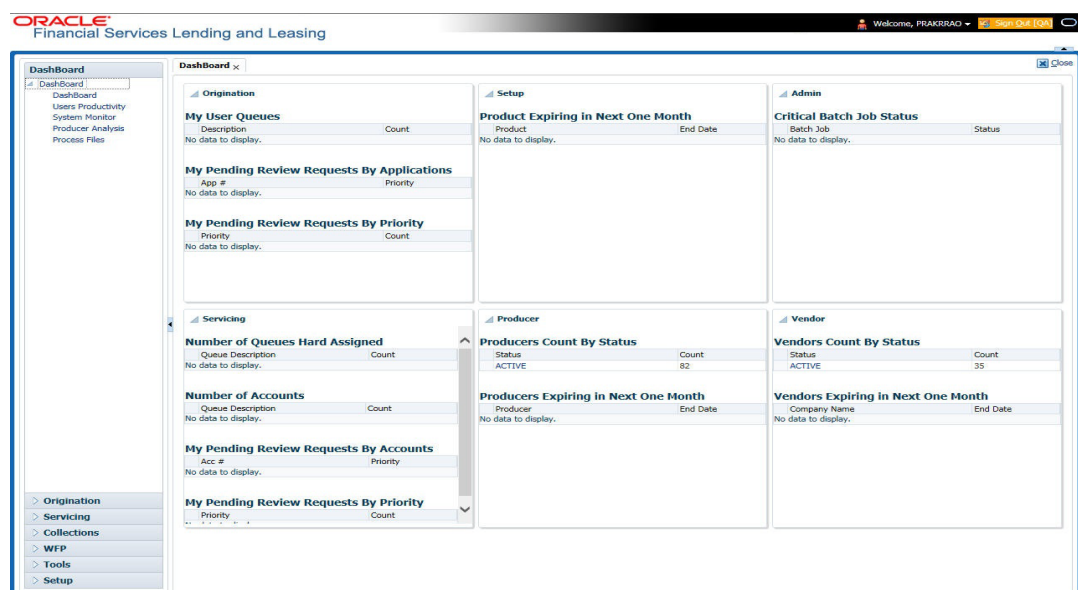 ORACLE
Financial Services Lending and Leasing
Welcome, PRAKRRAO
Sign Out [QA]
DashBoard
DashBoard
DashBoard
Users Productivity
System Monitor
Producer Analysis
Process Files
Origination
Servicing
Collections
WFP
Tools
Setup
DashBoard x
Close
Origination
My User Queues
Description Count
No data to display.
My Pending Review Requests By Applications
App # Priority
No data to display.
My Pending Review Requests By Priority
Priority Count
No data to display.
Setup
Product Expiring in Next One Month
Product End Date
No data to display.
Admin
Critical Batch Job Status
Batch Job Status
No data to display.
Servicing
Number of Queues Hard Assigned
Queue Description Count
No data to display.
Number of Accounts
Queue Description Count
No data to display.
My Pending Review Requests By Accounts
Acc # Priority
No data to display.
My Pending Review Requests By Priority
Priority Count
Producer
Producers Count By Status
Status Count
ACTIVE 82
Producers Expiring in Next One Month
Producer End Date
No data to display.
Vendor
Vendors Count By Status
Status Count
ACTIVE 35
Vendors Expiring in Next One Month
Company Name End Date
No data to display.